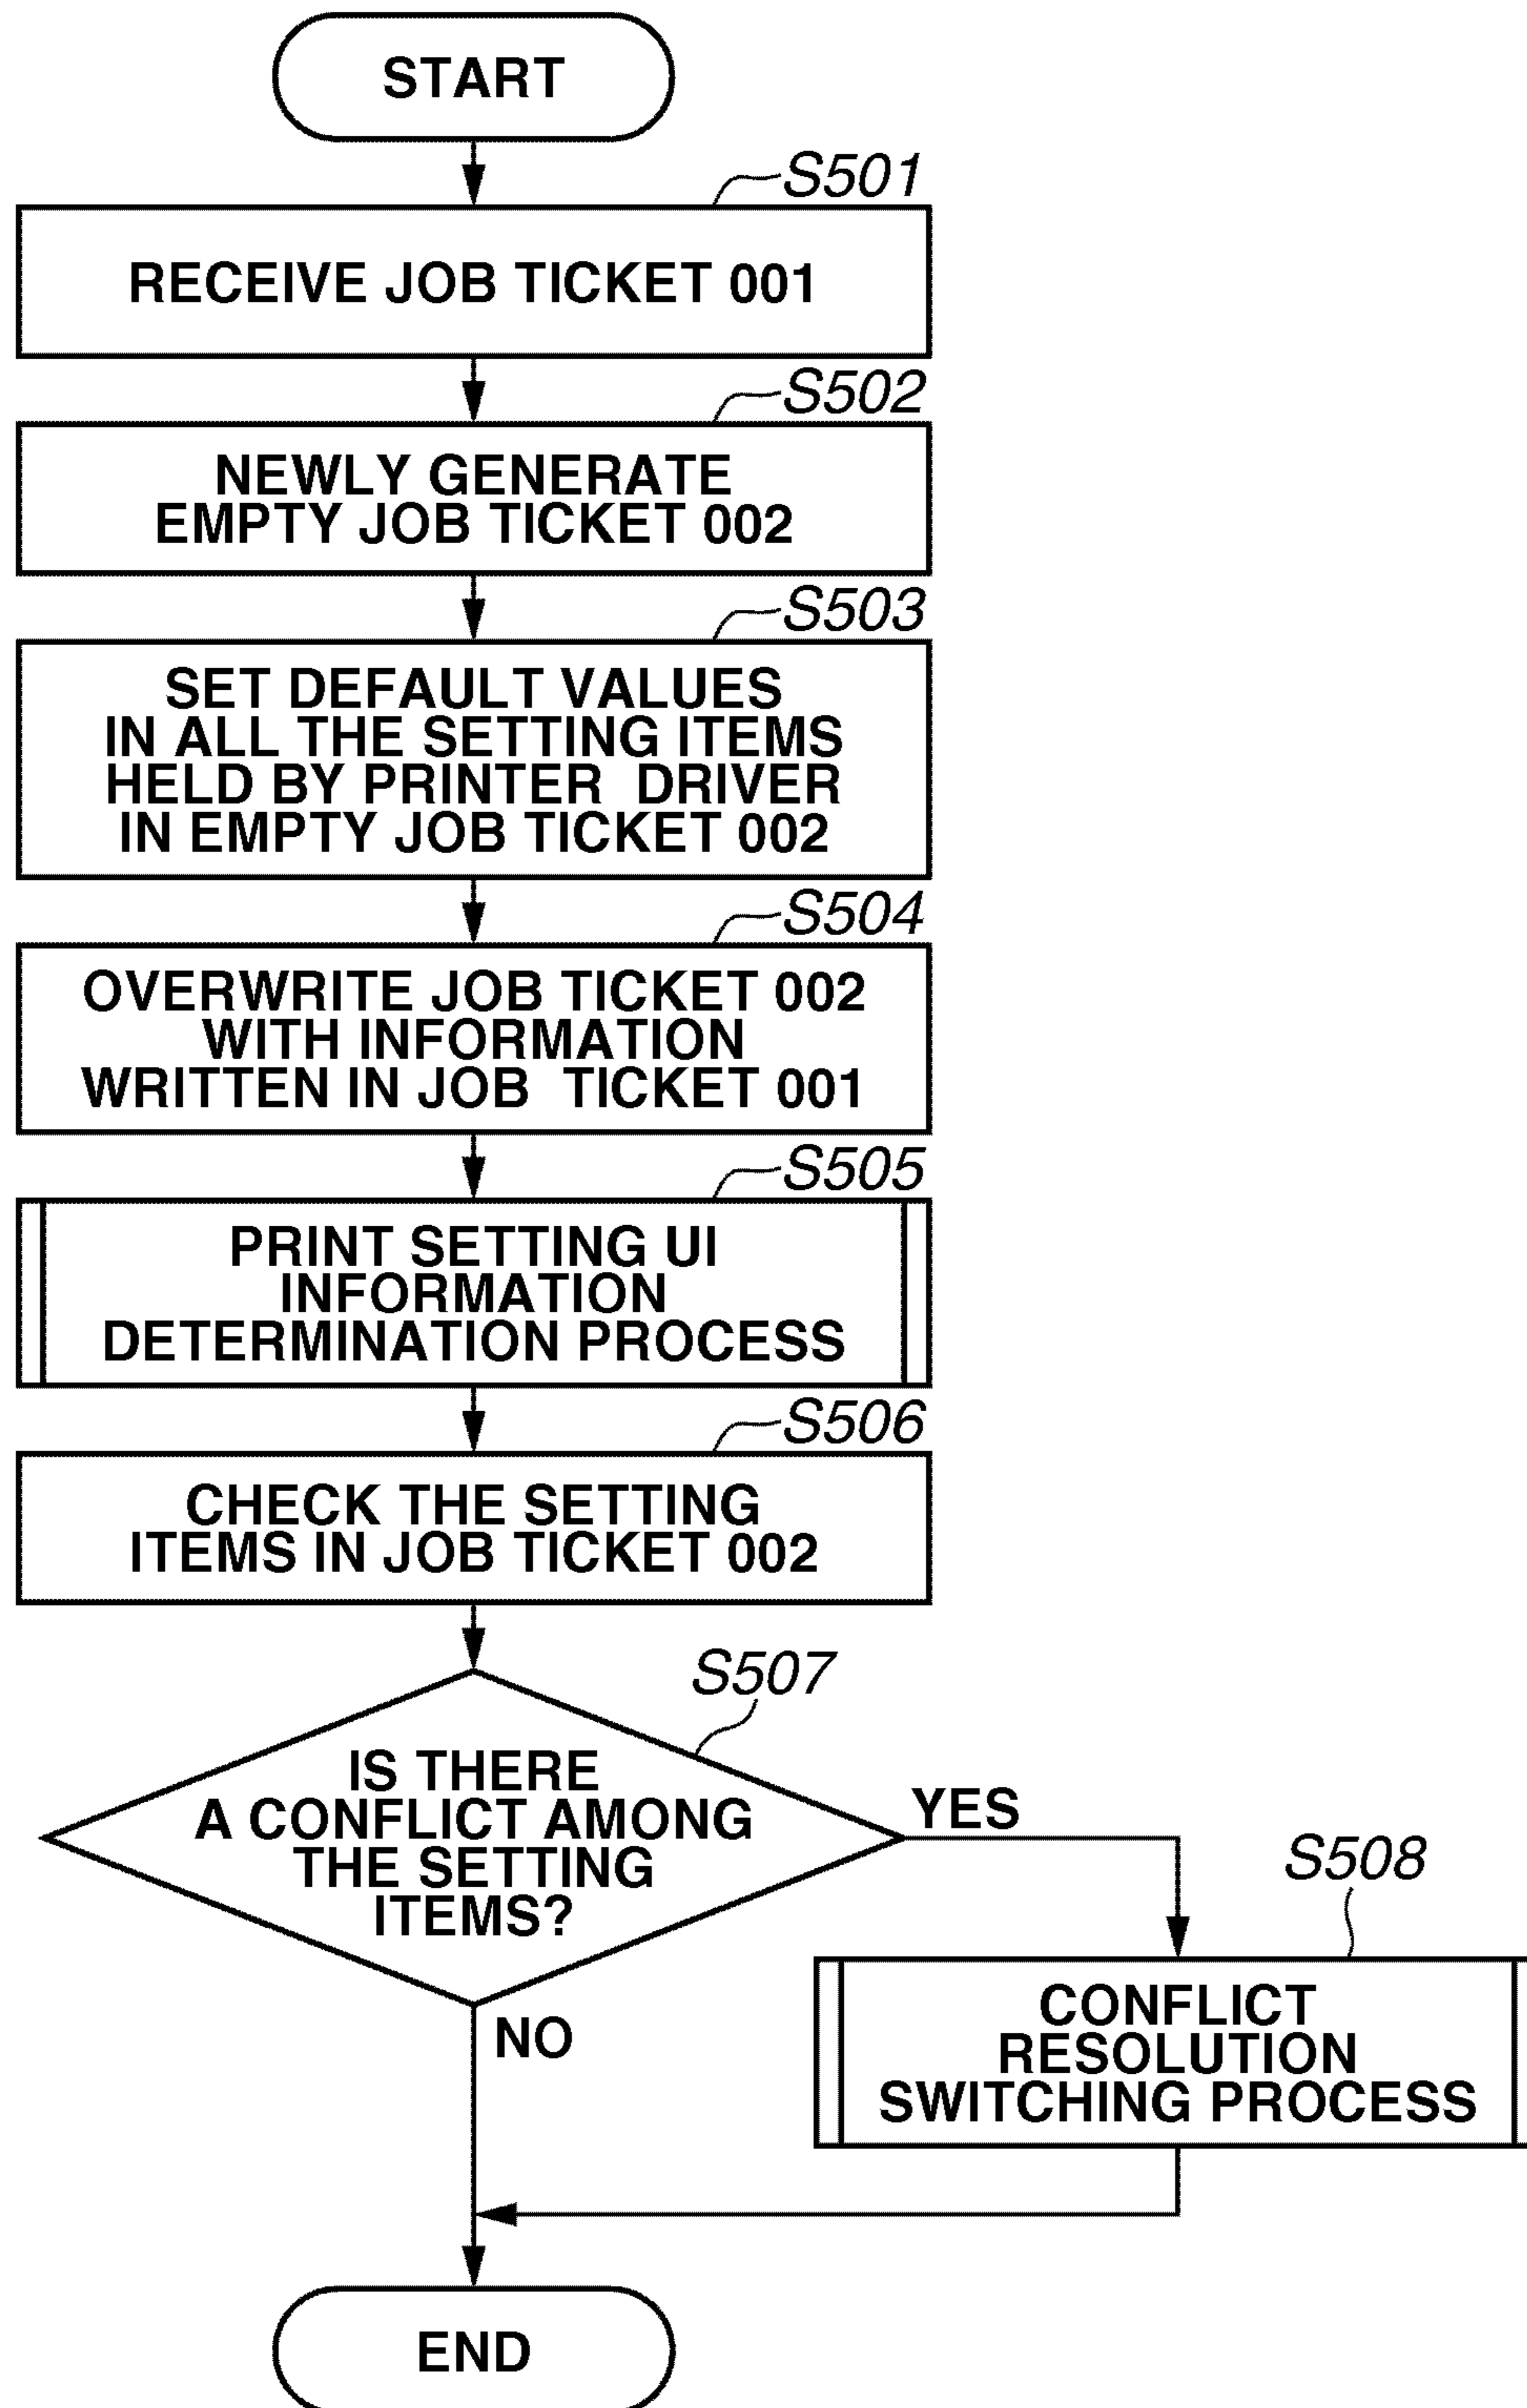 START
S501
RECEIVE JOB TICKET 001
S502
NEWLY GENERATE
EMPTY JOB TICKET 002
S503
SET DEFAULT VALUES
IN ALL THE SETTING ITEMS
HELD BY PRINTER DRIVER
IN EMPTY JOB TICKET 002
S504
OVERWRITE JOB TICKET 002
WITH INFORMATION
WRITTEN IN JOB TICKET 001
S505
PRINT SETTING UI
INFORMATION
DETERMINATION PROCESS
S506
CHECK THE SETTING
ITEMS IN JOB TICKET 002
S507
IS THERE
A CONFLICT AMONG
THE SETTING
ITEMS?
YES
S508
CONFLICT
RESOLUTION
SWITCHING PROCESS
NO
END